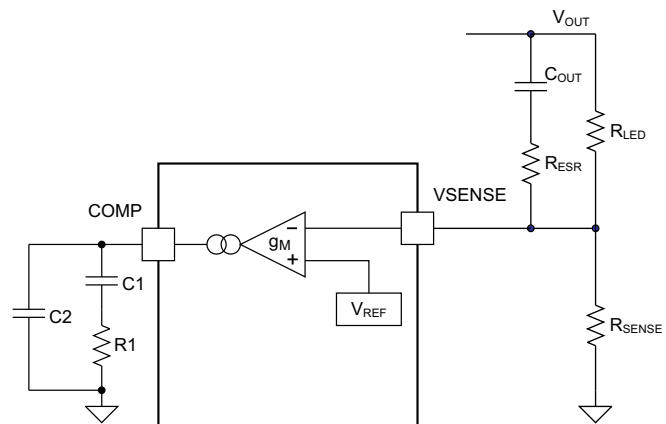 VOUT
COUT
RLED
RESR
VSENSE
COMP
gM
−
+
C1
C2
VREF
R1
RSENSE